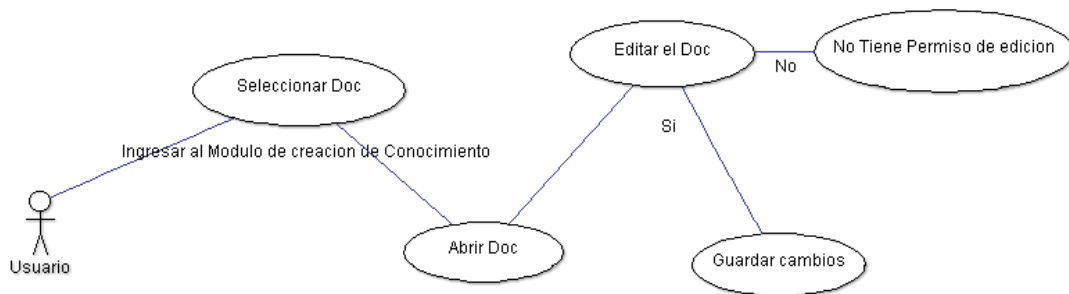 Editar el Doc
No Tiene Permiso de edicion
No
Seleccionar Doc
Si
Ingresar al Modulo de creacion de Conocimiento
Abrir Doc
Guardar cambios
Usuario